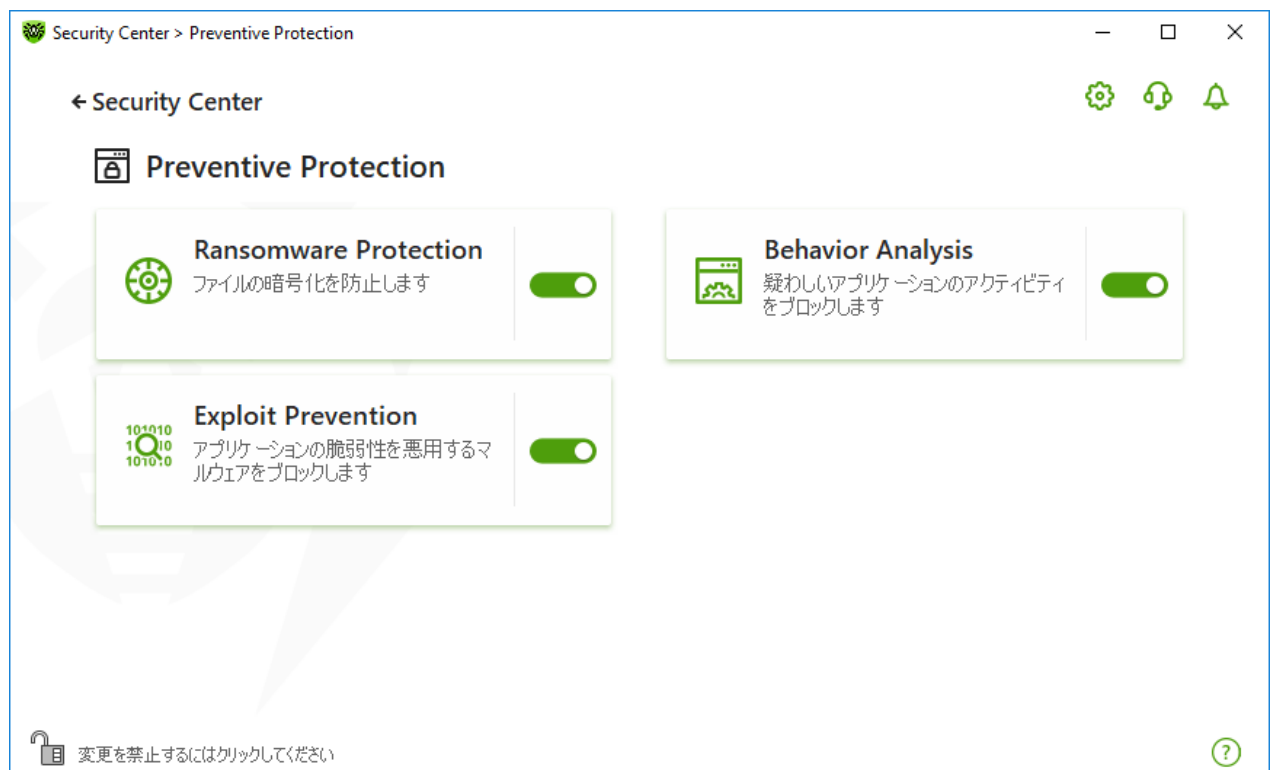 Security Center > Preventive Protection
Security Center
Preventive Protection
Ransomware Protection
ファイルの暗号化を防止します
Behavior Analysis
疑わしいアプリケーションのアクティビティ
をブロックします
Exploit Prevention
アプリケーションの脆弱性を悪用するマ
ルウェアをブロックします
101010
1 10
101010
変更を禁止するにはクリックしてください
?